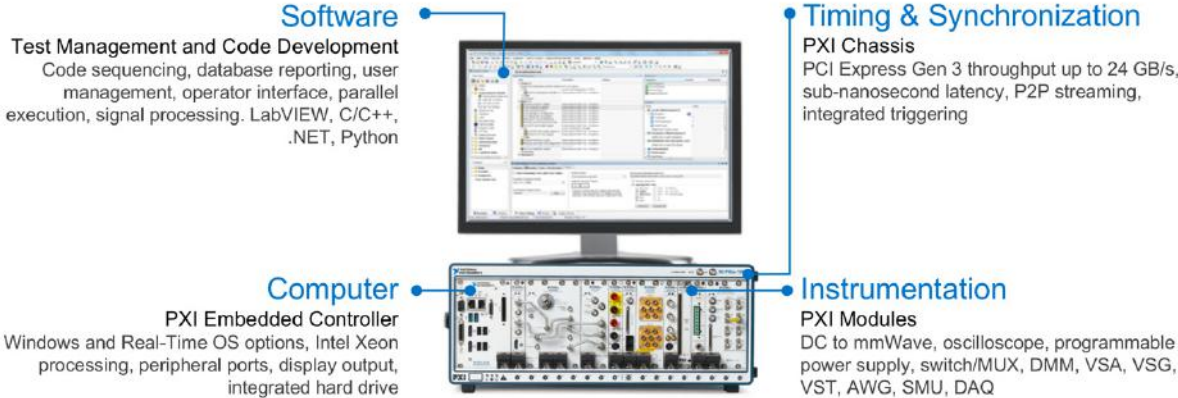 Software
Test Management and Code Development
Code sequencing, database reporting, user
management, operator interface, parallel
execution, signal processing. LabVIEW, C/C++,
.NET, Python
Timing & Synchronization
PXI Chassis
PCI Express Gen 3 throughput up to 24 GB/s,
sub-nanosecond latency, P2P streaming,
integrated triggering
Computer
PXI Embedded Controller
Windows and Real-Time OS options, Intel Xeon
processing, peripheral ports, display output,
integrated hard drive
Instrumentation
PXI Modules
DC to mmWave, oscilloscope, programmable
power supply, switch/MUX, DMM, VSA, VSG,
VST, AWG, SMU, DAQ
PXI